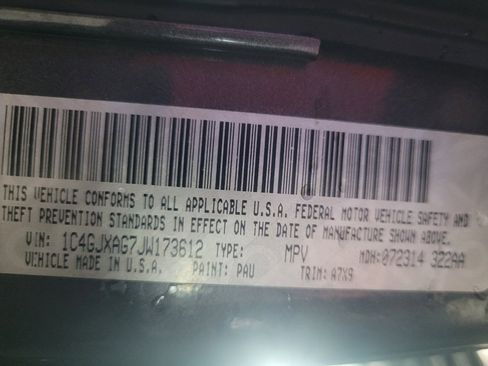 THIS VEHICLE CONFORMS TO ALL APPLICABLE U.S.A. FEDERAL MOTOR VEHICLE SAFETY AND
THEFT PREVENTION STANDARDS IN EFFECT ON THE DATE OF MANUFACTURE SHOWN ABOVE.
VIN: 1C4GJXAG7JW173612 TYPE: MPV MDH: 072314 322AA
VEHICLE MADE IN U.S.A. PAINT: PAU TRIM: A7X9